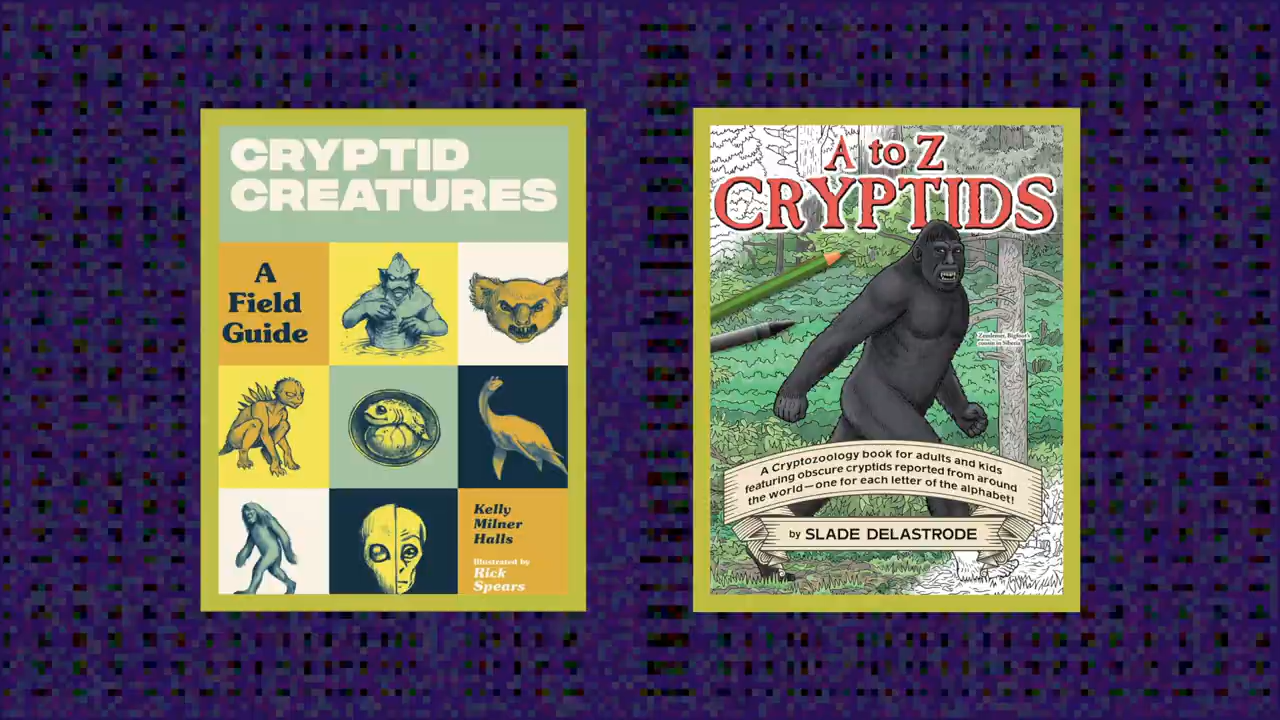 CRYPTID
CREATURES
A
Field
Guide
Kelly
Milner
Halls
Illustrated by
Rick
Spears
A to Z
CRYPTIDS
Zemlemer, Bigfoot's
cousin in Siberia
A Cryptozoology book for adults and kids
featuring obscure cryptids reported from around
the world—one for each letter of the alphabet!
by SLADE DELASTRODE